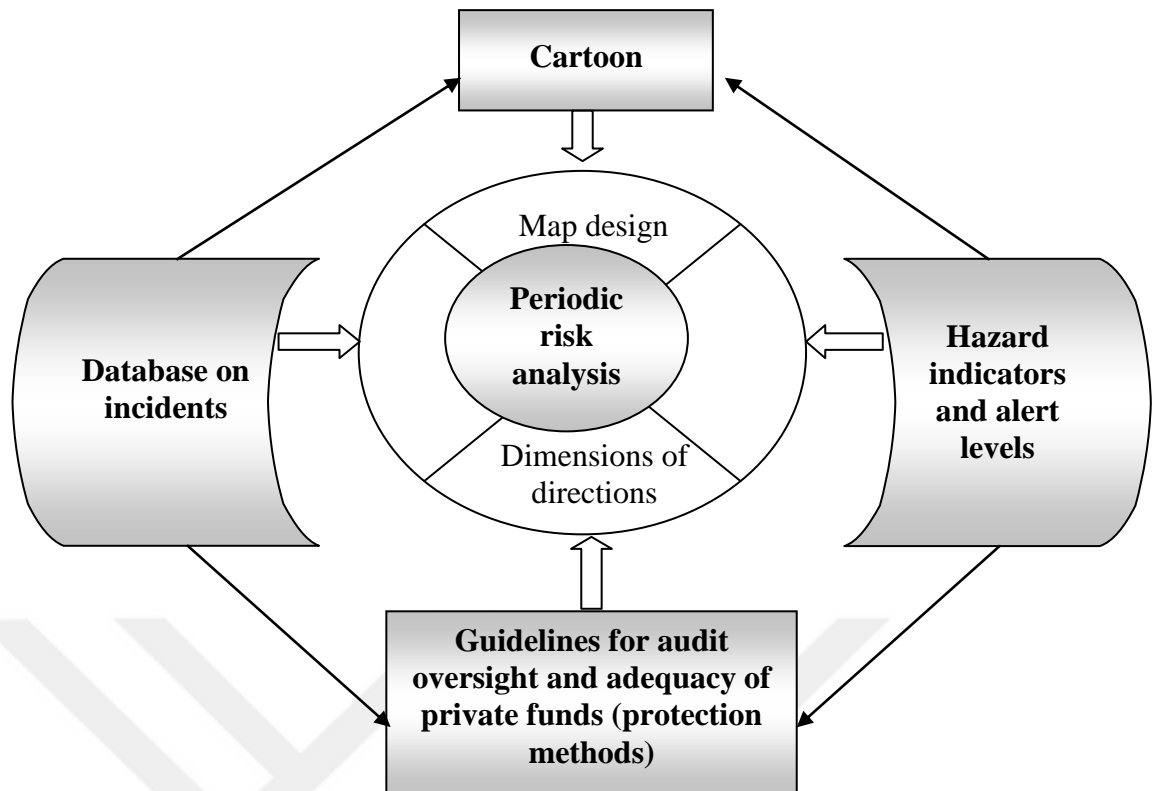 Cartoon
Map design
Periodic
risk
analysis
Database on
incidents
Hazard
indicators
and alert
levels
Dimensions of
directions
Guidelines for audit
oversight and adequacy of
private funds (protection
methods)